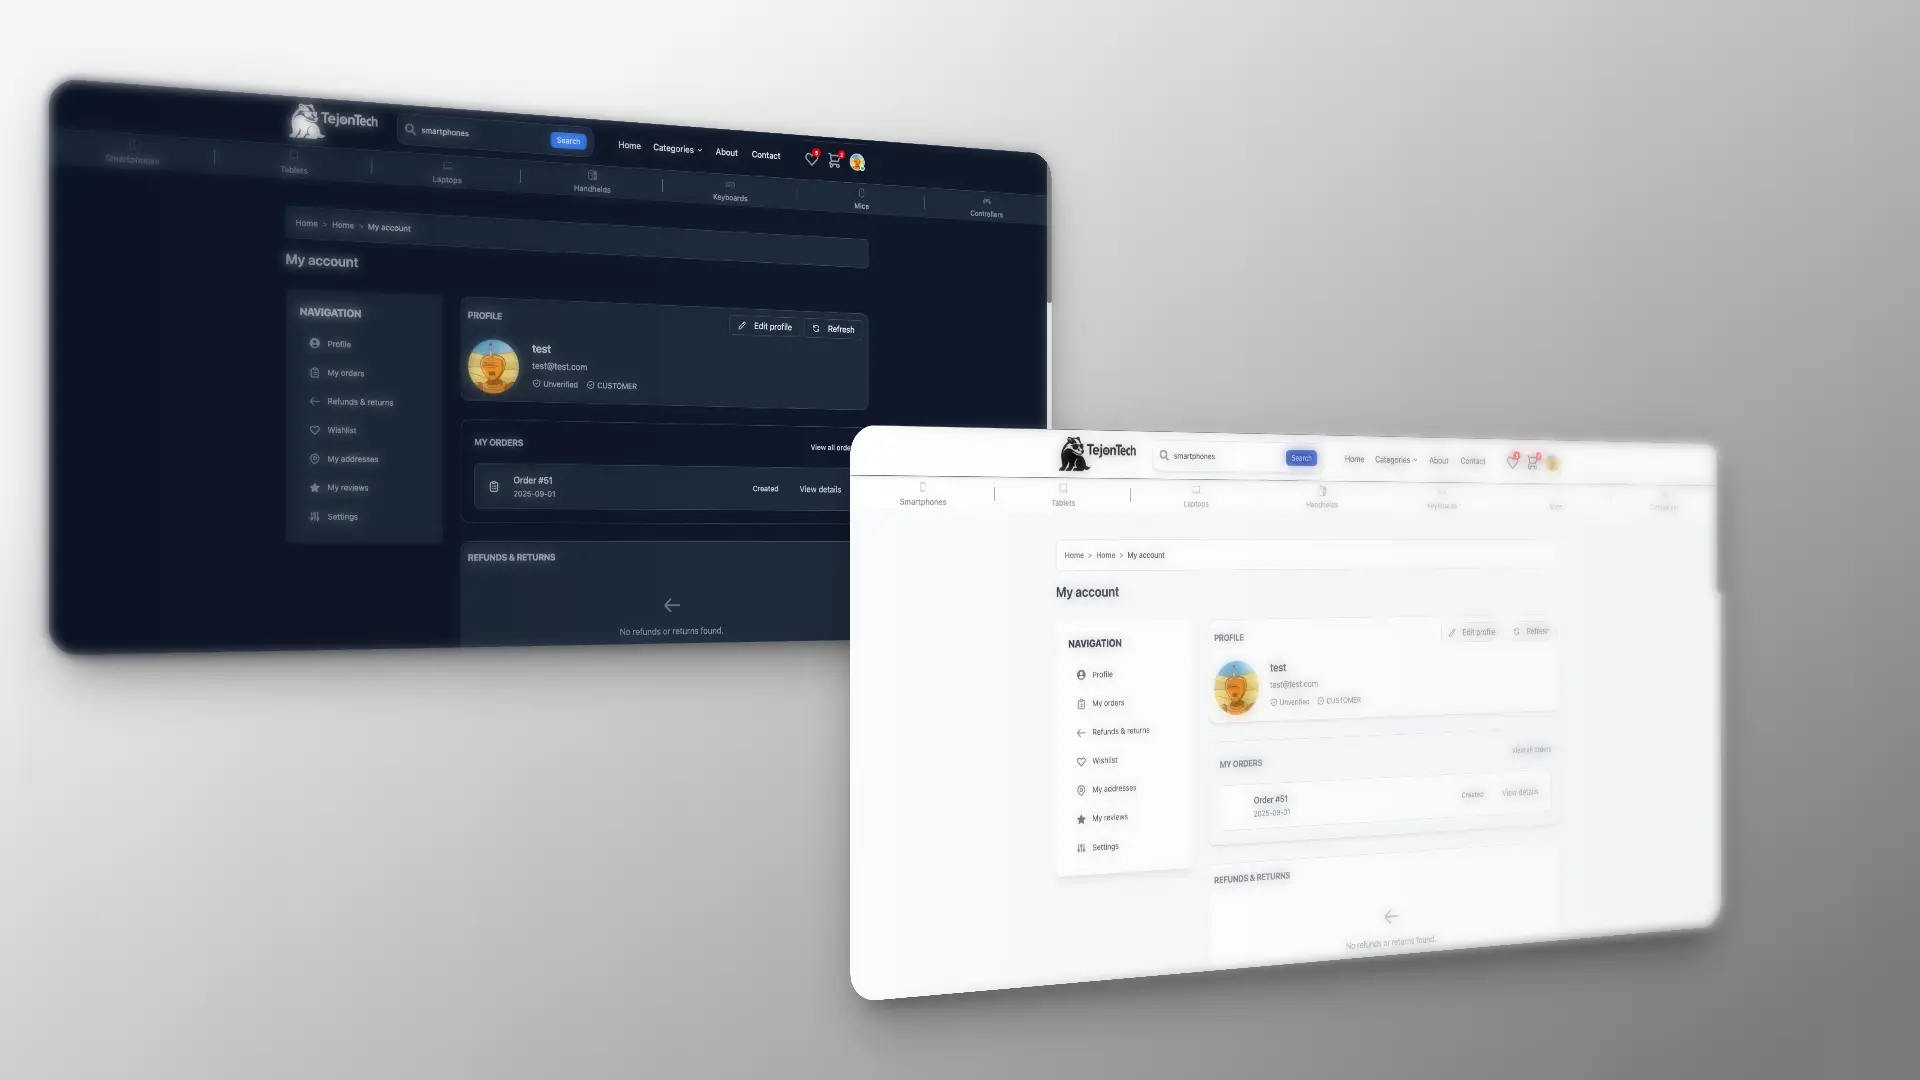 TejonTech
smartphones
Search
Home
Categories
About
Contact
Smartphones
Tablets
Laptops
Handhelds
Keyboards
Mice
Controllers
Home > Home > My account
My account
NAVIGATION
Profile
My orders
Refunds & returns
Wishlist
My addresses
My reviews
Settings
PROFILE
Edit profile
Refresh
test
test@test.com
Unverified
CUSTOMER
MY ORDERS
View all orde
Order #51
2025-09-01
Created
View details
REFUNDS & RETURNS
No refunds or returns found.
TejonTech
smartphones
Search
Home
Categories
About
Contact
Smartphones
Tablets
Laptops
Handhelds
Keyboards
Mice
Home > Home > My account
My account
NAVIGATION
Profile
My orders
Refunds & returns
Wishlist
My addresses
My reviews
Settings
PROFILE
Edit profile
Refresh
test
test@test.com
Unverified
CUSTOMER
MY ORDERS
View all orders
Order #51
2025-09-01
Created
View details
REFUNDS & RETURNS
No refunds or returns found.